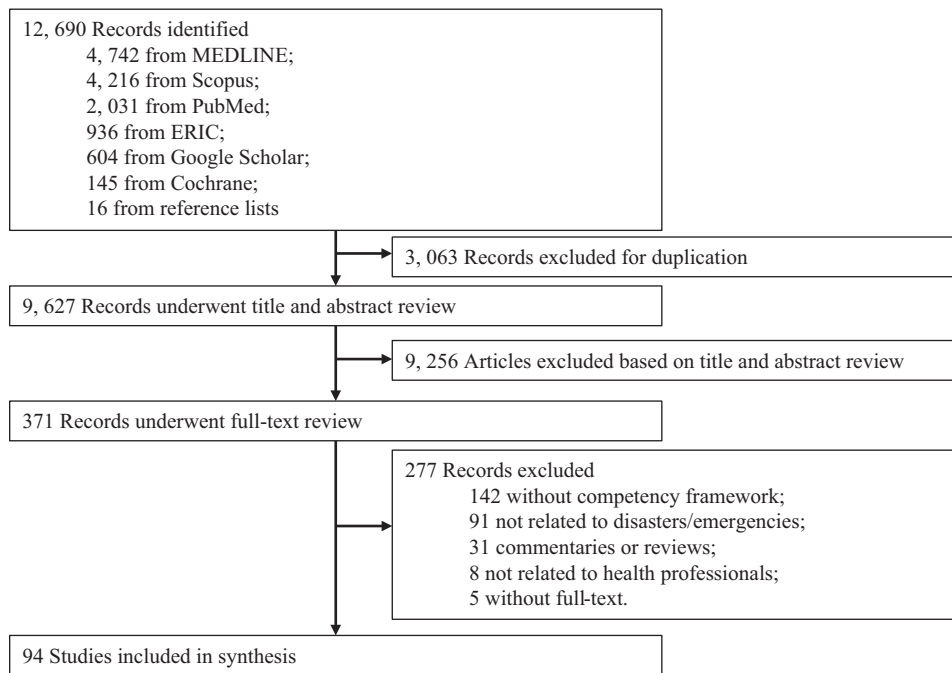 12, 690 Records identified
4, 742 from MEDLINE;
4, 216 from Scopus;
2, 031 from PubMed;
936 from ERIC;
604 from Google Scholar;
145 from Cochrane;
16 from reference lists
3, 063 Records excluded for duplication
9, 627 Records underwent title and abstract review
9, 256 Articles excluded based on title and abstract review
371 Records underwent full-text review
277 Records excluded
142 without competency framework;
91 not related to disasters/emergencies;
31 commentaries or reviews;
8 not related to health professionals;
5 without full-text.
94 Studies included in synthesis